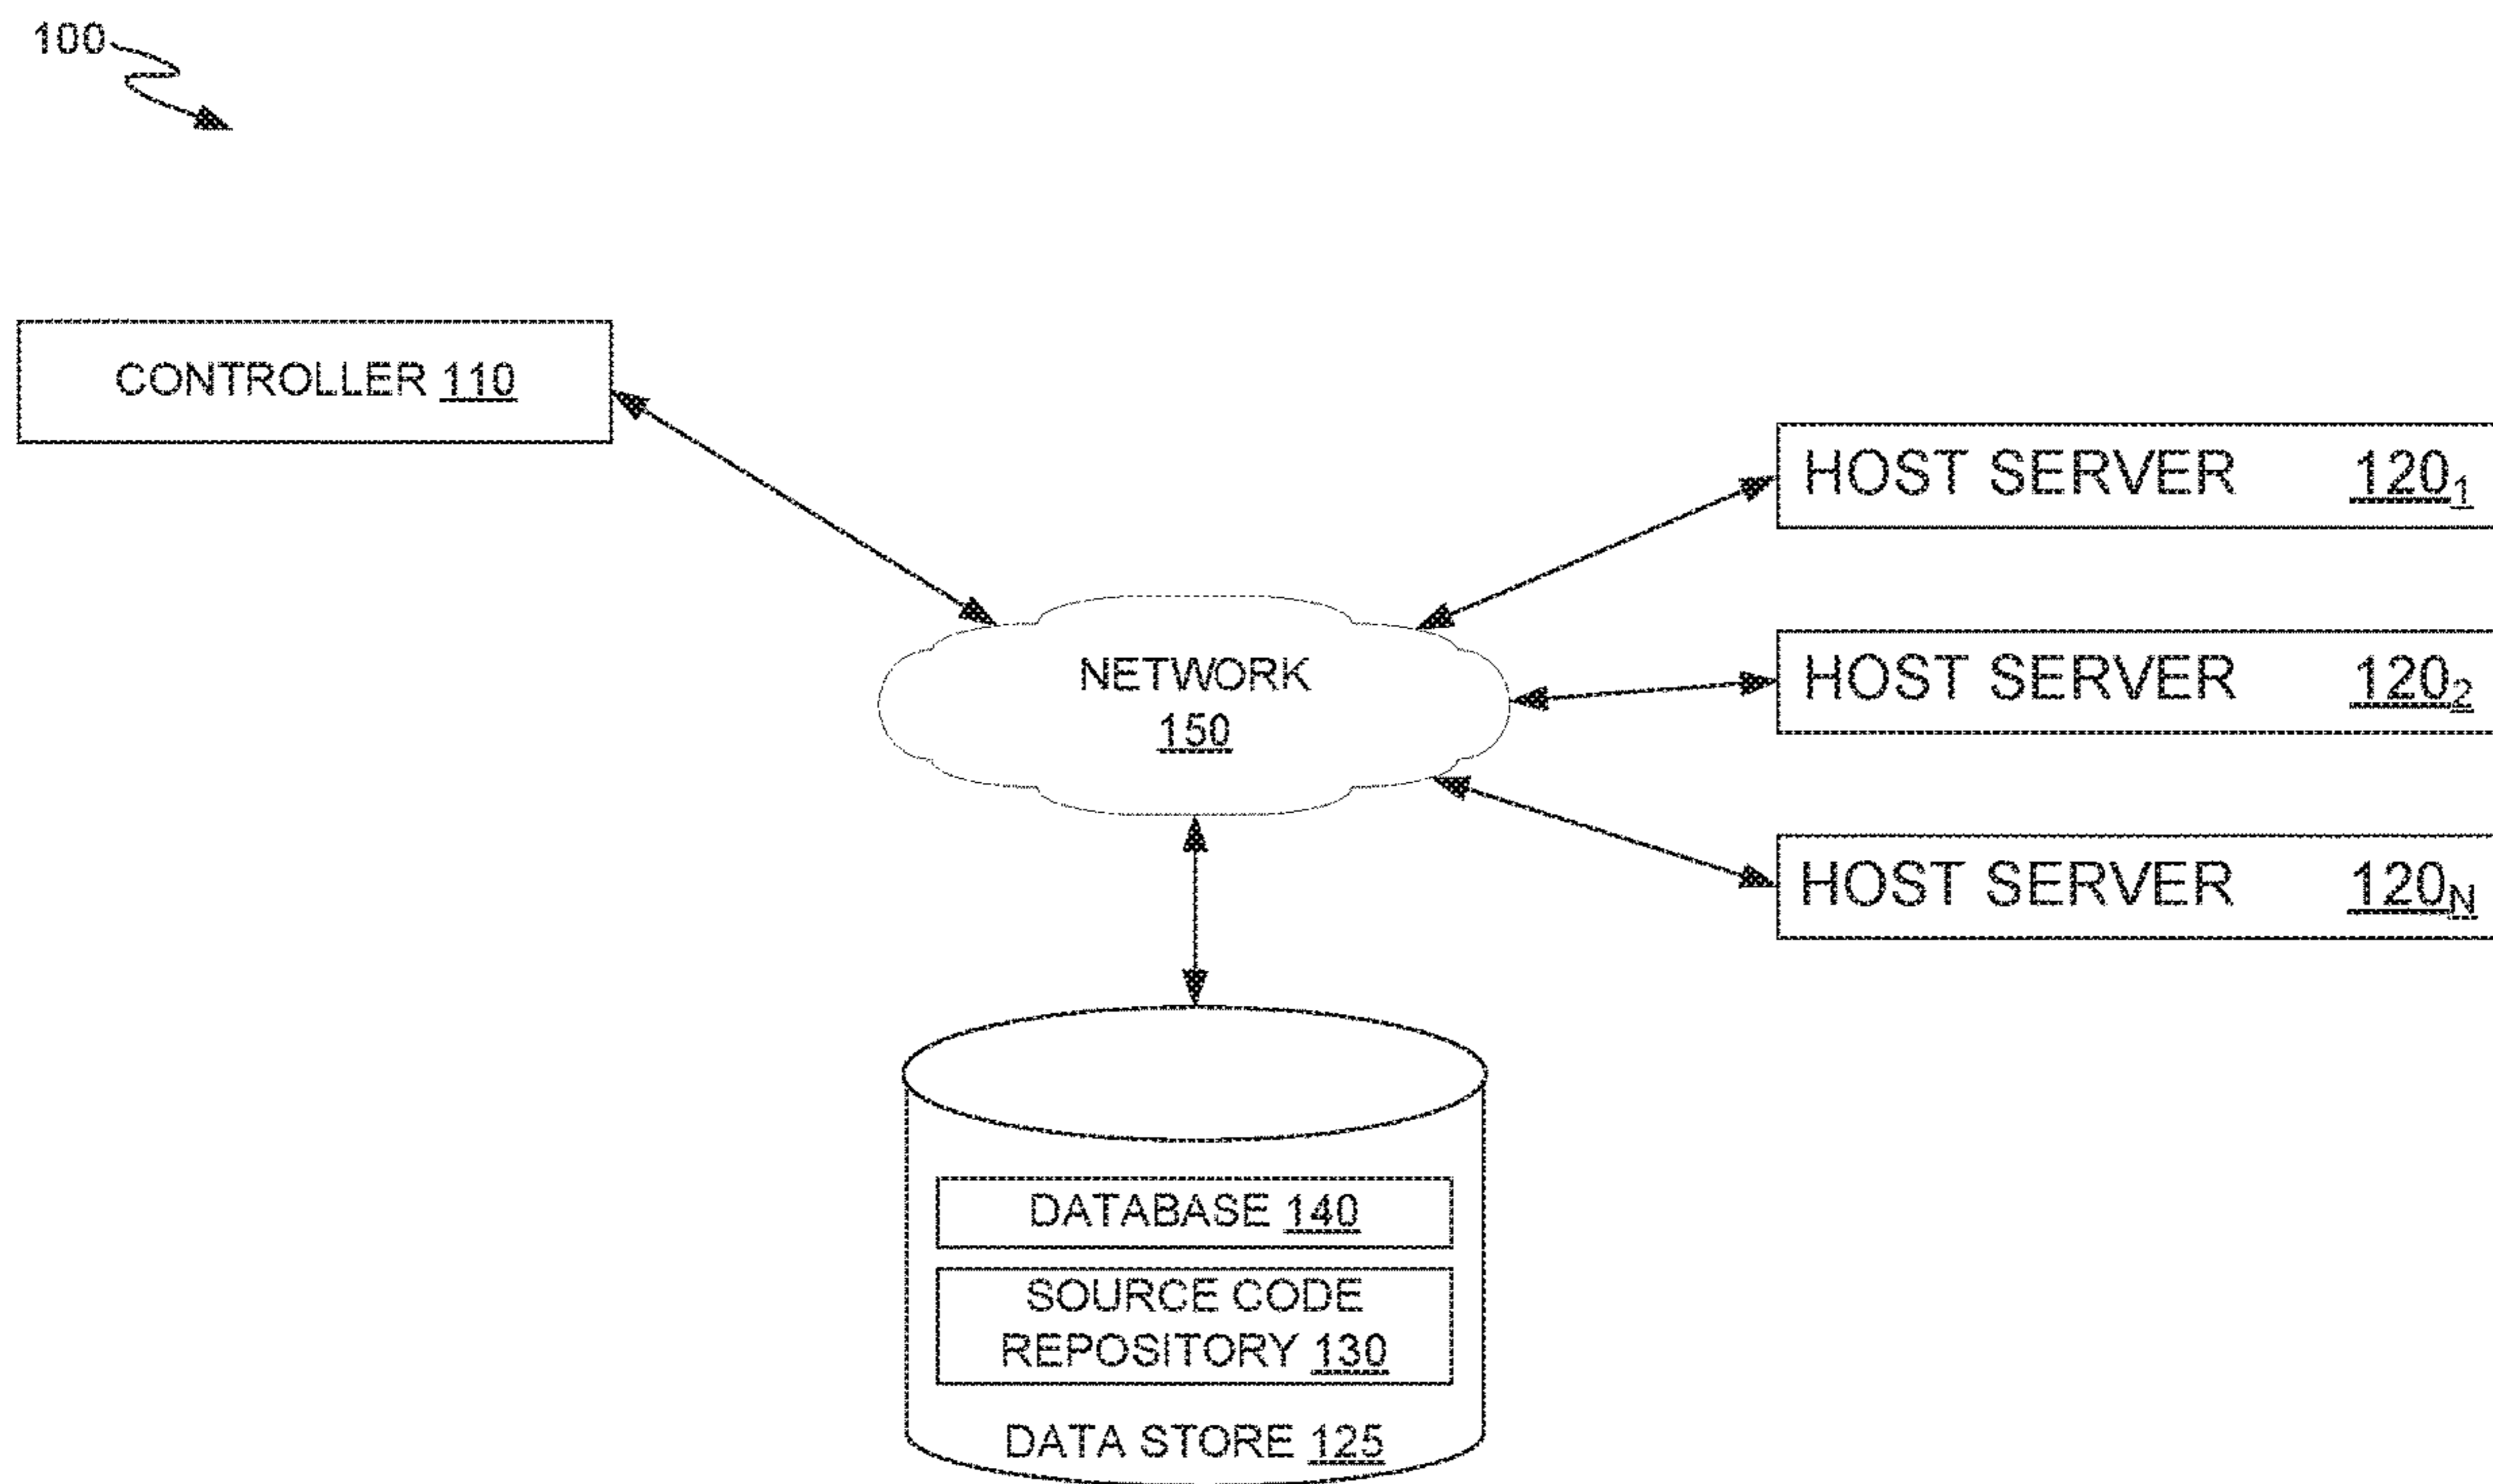 100
CONTROLLER 110
HOST SERVER 120₁
NETWORK
150
HOST SERVER 120₂
HOST SERVER 120N
DATABASE 140
SOURCE CODE
REPOSITORY 130
DATA STORE 125